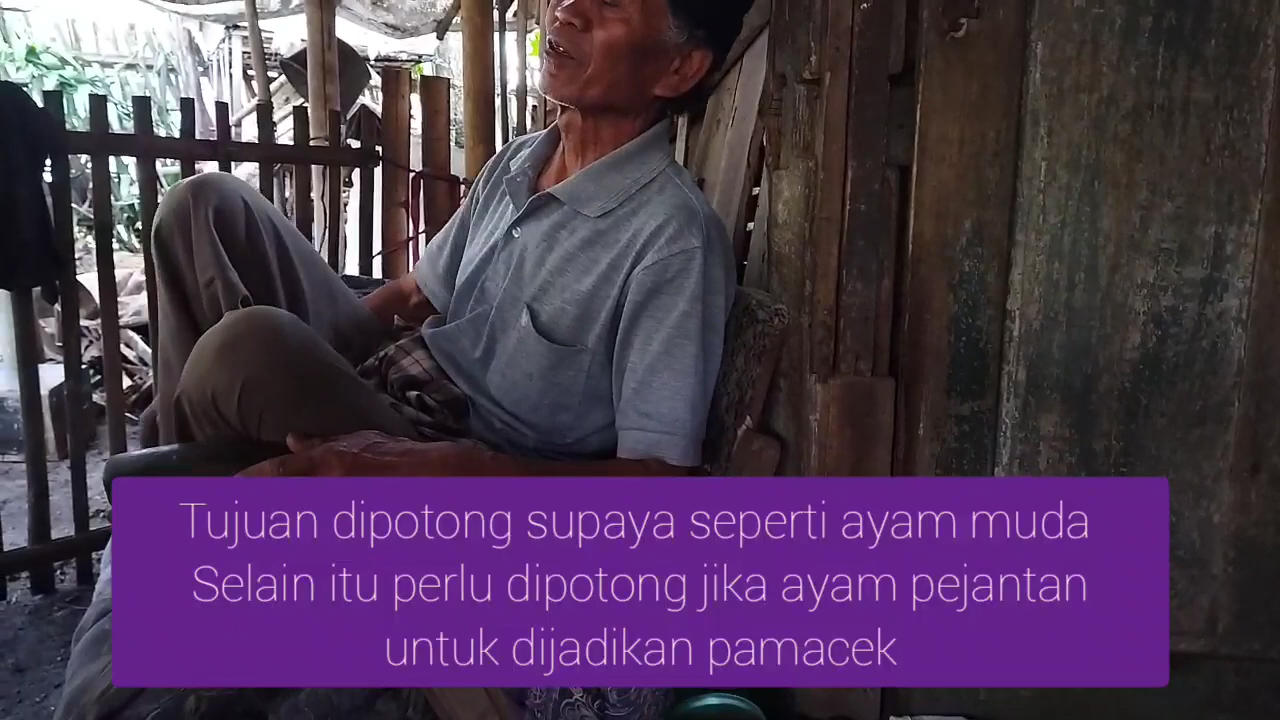 Tujuan dipotong supaya seperti ayam muda
Selain itu perlu dipotong jika ayam pejantan
untuk dijadikan pamacek